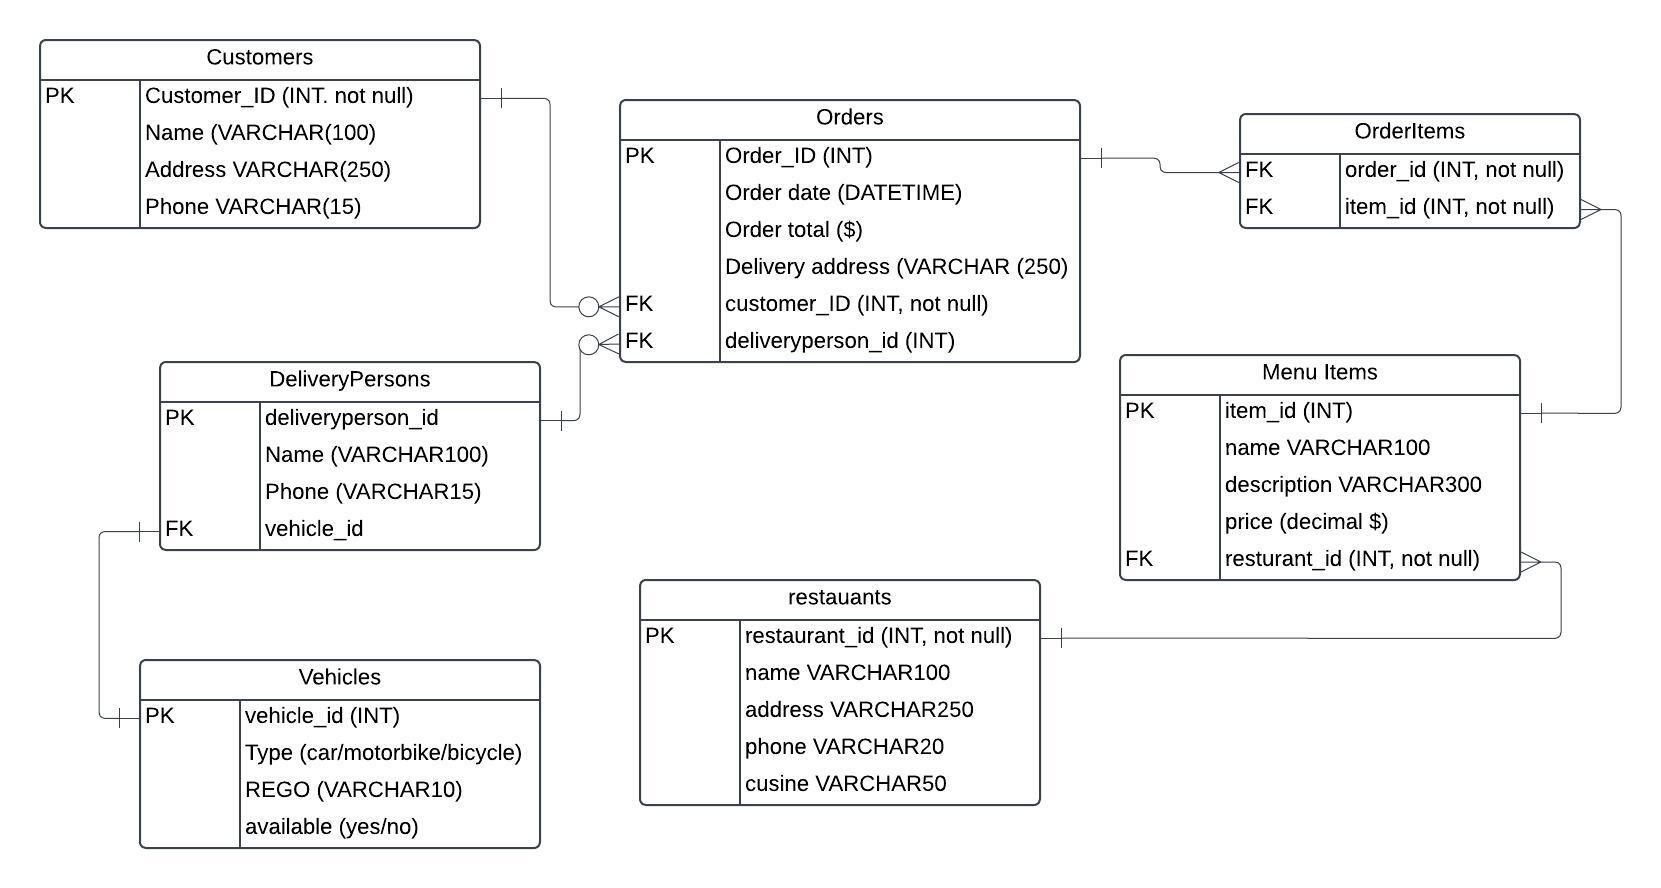 Customers
PK Customer_ID (INT. not null)
Name (VARCHAR(100)
Address VARCHAR(250)
Phone VARCHAR(15)
Orders
PK Order_ID (INT)
Order date (DATETIME)
Order total ($)
Delivery address (VARCHAR (250)
FK customer_ID (INT, not null)
FK deliveryperson_id (INT)
OrderItems
FK order_id (INT, not null)
FK item_id (INT, not null)
DeliveryPersons
PK deliveryperson_id
Name (VARCHAR100)
Phone (VARCHAR15)
FK vehicle_id
Menu Items
PK item_id (INT)
name VARCHAR100
description VARCHAR300
price (decimal $)
FK resturant_id (INT, not null)
restauants
PK restaurant_id (INT, not null)
name VARCHAR100
address VARCHAR250
phone VARCHAR20
cusine VARCHAR50
Vehicles
PK vehicle_id (INT)
Type (car/motorbike/bicycle)
REGO (VARCHAR10)
available (yes/no)